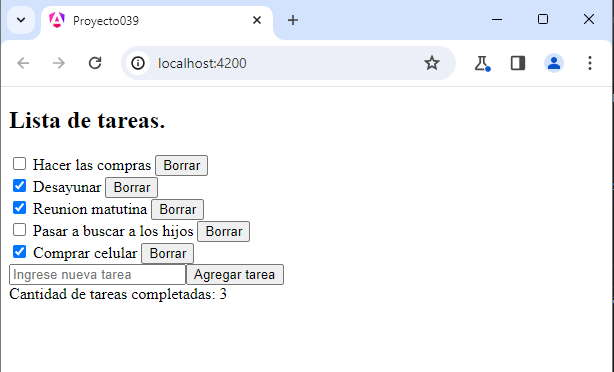 Proyecto039
localhost:4200
Lista de tareas.
Hacer las compras Borrar
Desayunar Borrar
Reunion matutina Borrar
Pasar a buscar a los hijos Borrar
Comprar celular Borrar
Ingrese nueva tarea Agregar tarea
Cantidad de tareas completadas: 3